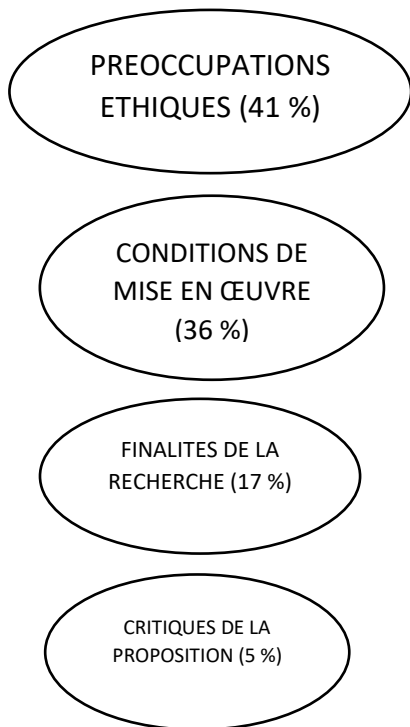 PREOCCUPATIONS
ETHIQUES (41 %)
CONDITIONS DE
MISE EN ŒUVRE
(36 %)
FINALITES DE LA
RECHERCHE (17 %)
CRITIQUES DE LA
PROPOSITION (5 %)